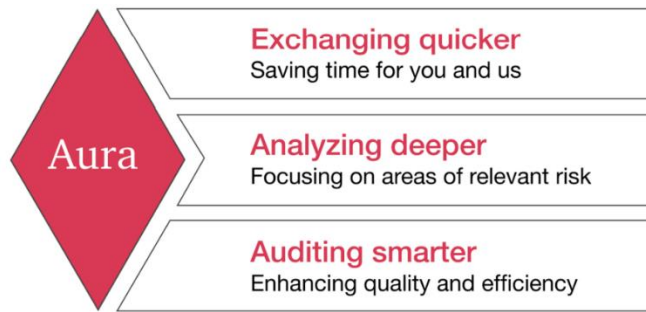 Aura
Exchanging quicker
Saving time for you and us
Analyzing deeper
Focusing on areas of relevant risk
Auditing smarter
Enhancing quality and efficiency